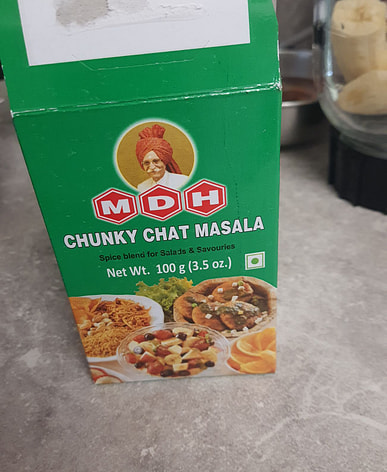 MDH
CHUNKY CHAT MASALA
Spice blend for Salads & Savouries
Net Wt. 100 g (3.5 oz.)